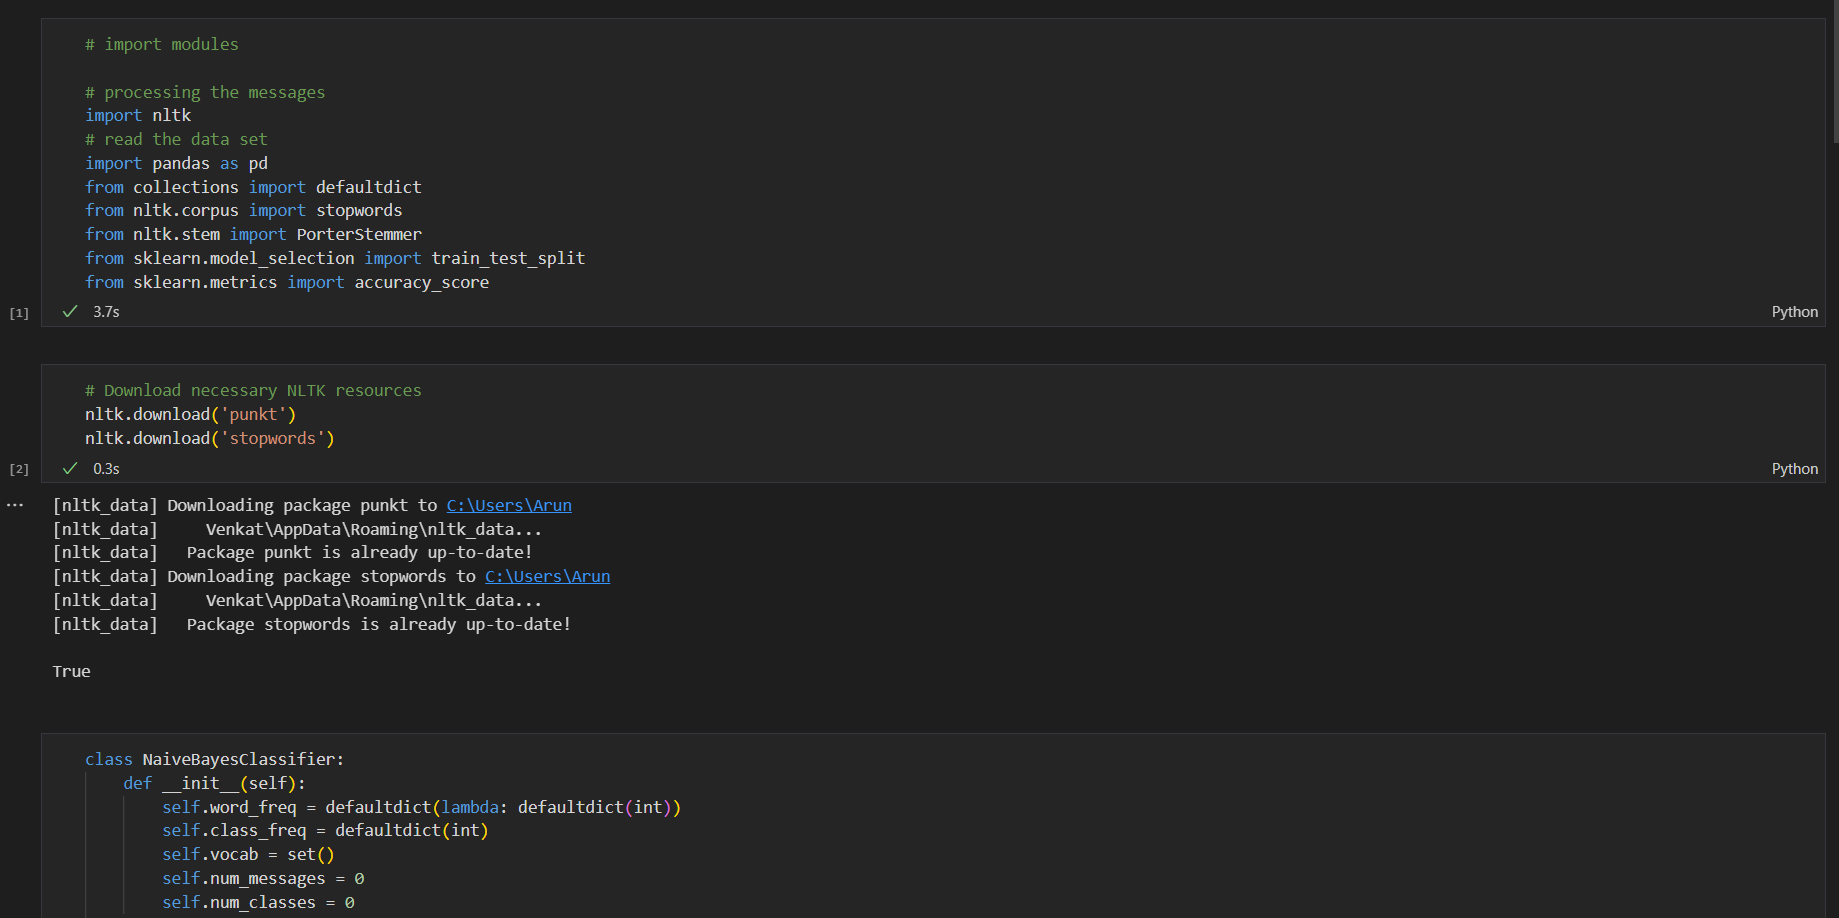 # import modules
# processing the messages
import nltk
# read the data set
import pandas as pd
from collections import defaultdict
from nltk.corpus import stopwords
from nltk.stem import PorterStemmer
from sklearn.model_selection import train_test_split
from sklearn.metrics import accuracy_score
[1] ✓ 3.7s Python
# Download necessary NLTK resources
nltk.download('punkt')
nltk.download('stopwords')
[2] ✓ 0.3s Python
... [nltk_data] Downloading package punkt to C:\Users\Arun
[nltk_data]     Venkat\AppData\Roaming\nltk_data...
[nltk_data]   Package punkt is already up-to-date!
[nltk_data] Downloading package stopwords to C:\Users\Arun
[nltk_data]     Venkat\AppData\Roaming\nltk_data...
[nltk_data]   Package stopwords is already up-to-date!
True
class NaiveBayesClassifier:
    def __init__(self):
        self.word_freq = defaultdict(lambda: defaultdict(int))
        self.class_freq = defaultdict(int)
        self.vocab = set()
        self.num_messages = 0
        self.num_classes = 0